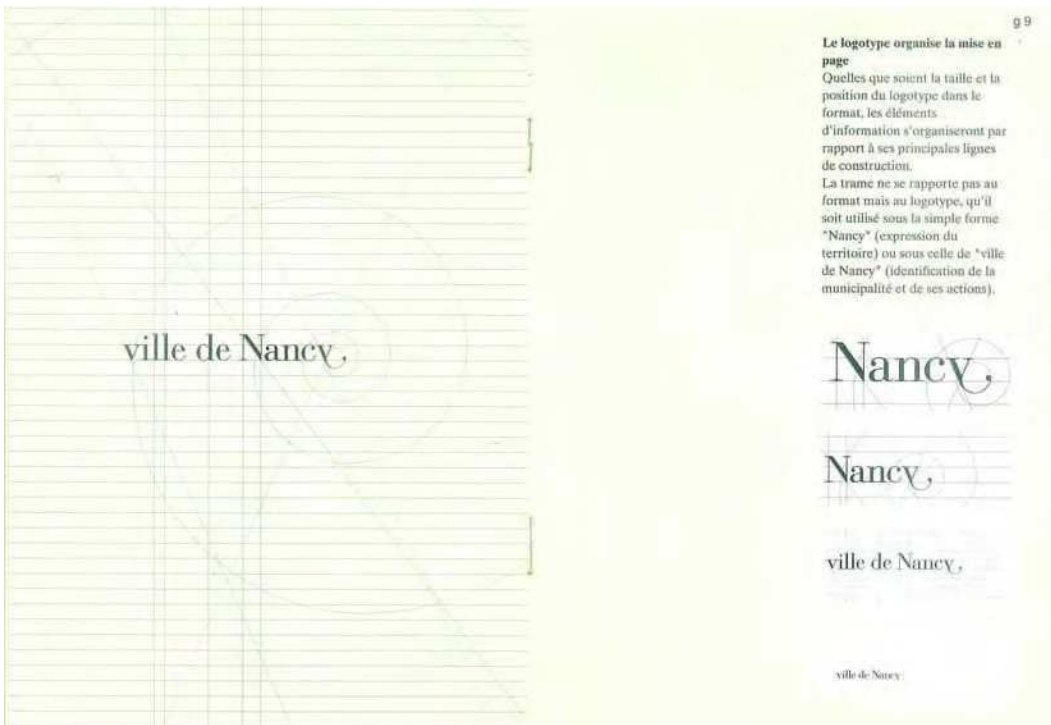 ville de Nancy,
g 9
Le logotype organise la mise en
page
Quelles que soient la taille et la
position du logotype dans le
format, les éléments
d'information s'organiseront par
rapport à ses principales lignes
de construction.
La trame ne se rapporte pas au
format mais au logotype, qu'il
soit utilisé sous la simple forme
"Nancy" (expression du
territoire) ou sous celle de "ville
de Nancy" (identification de la
municipalité et de ses actions).
Nancy,
Nancy,
ville de Nancy,
ville de Nancy